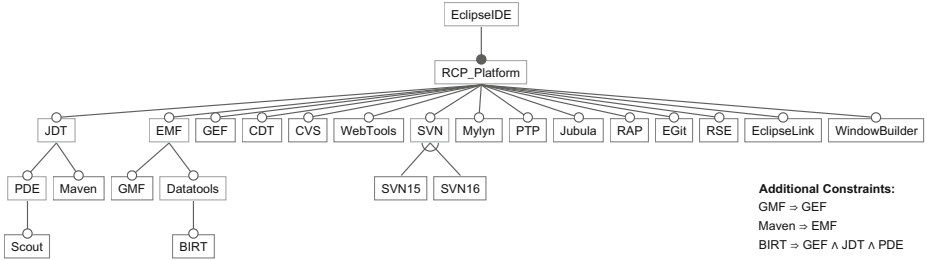 EclipseIDE
RCP_Platform
JDT EMF GEF CDT CVS WebTools SVN Mylyn PTP Jubula RAP EGit RSE EclipseLink WindowBuilder
PDE Maven GMF Datatools SVN15 SVN16
Scout BIRT
Additional Constraints:
GMF ⇒ GEF
Maven ⇒ EMF
BIRT ⇒ GEF ∧ JDT ∧ PDE